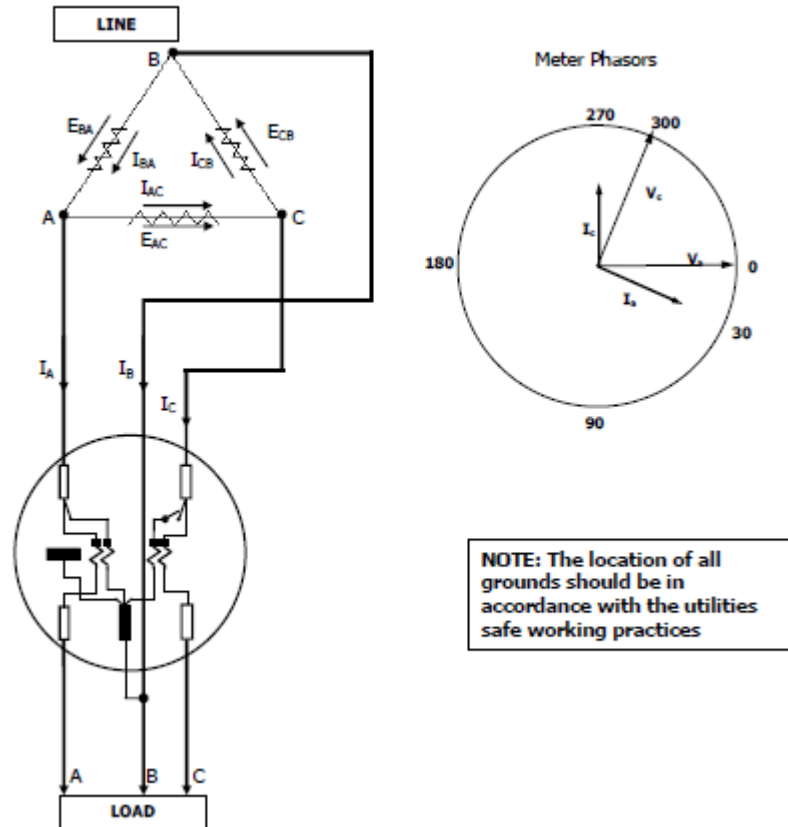 LINE
B
Meter Phasors
E_BA
I_BA
I_CB
E_CB
I_AC
A
C
E_AC
270
300
V_c
I_c
180
V_a
0
I_a
30
90
I_A
I_B
I_C
NOTE: The location of all
grounds should be in
accordance with the utilities
safe working practices
A
B
C
LOAD